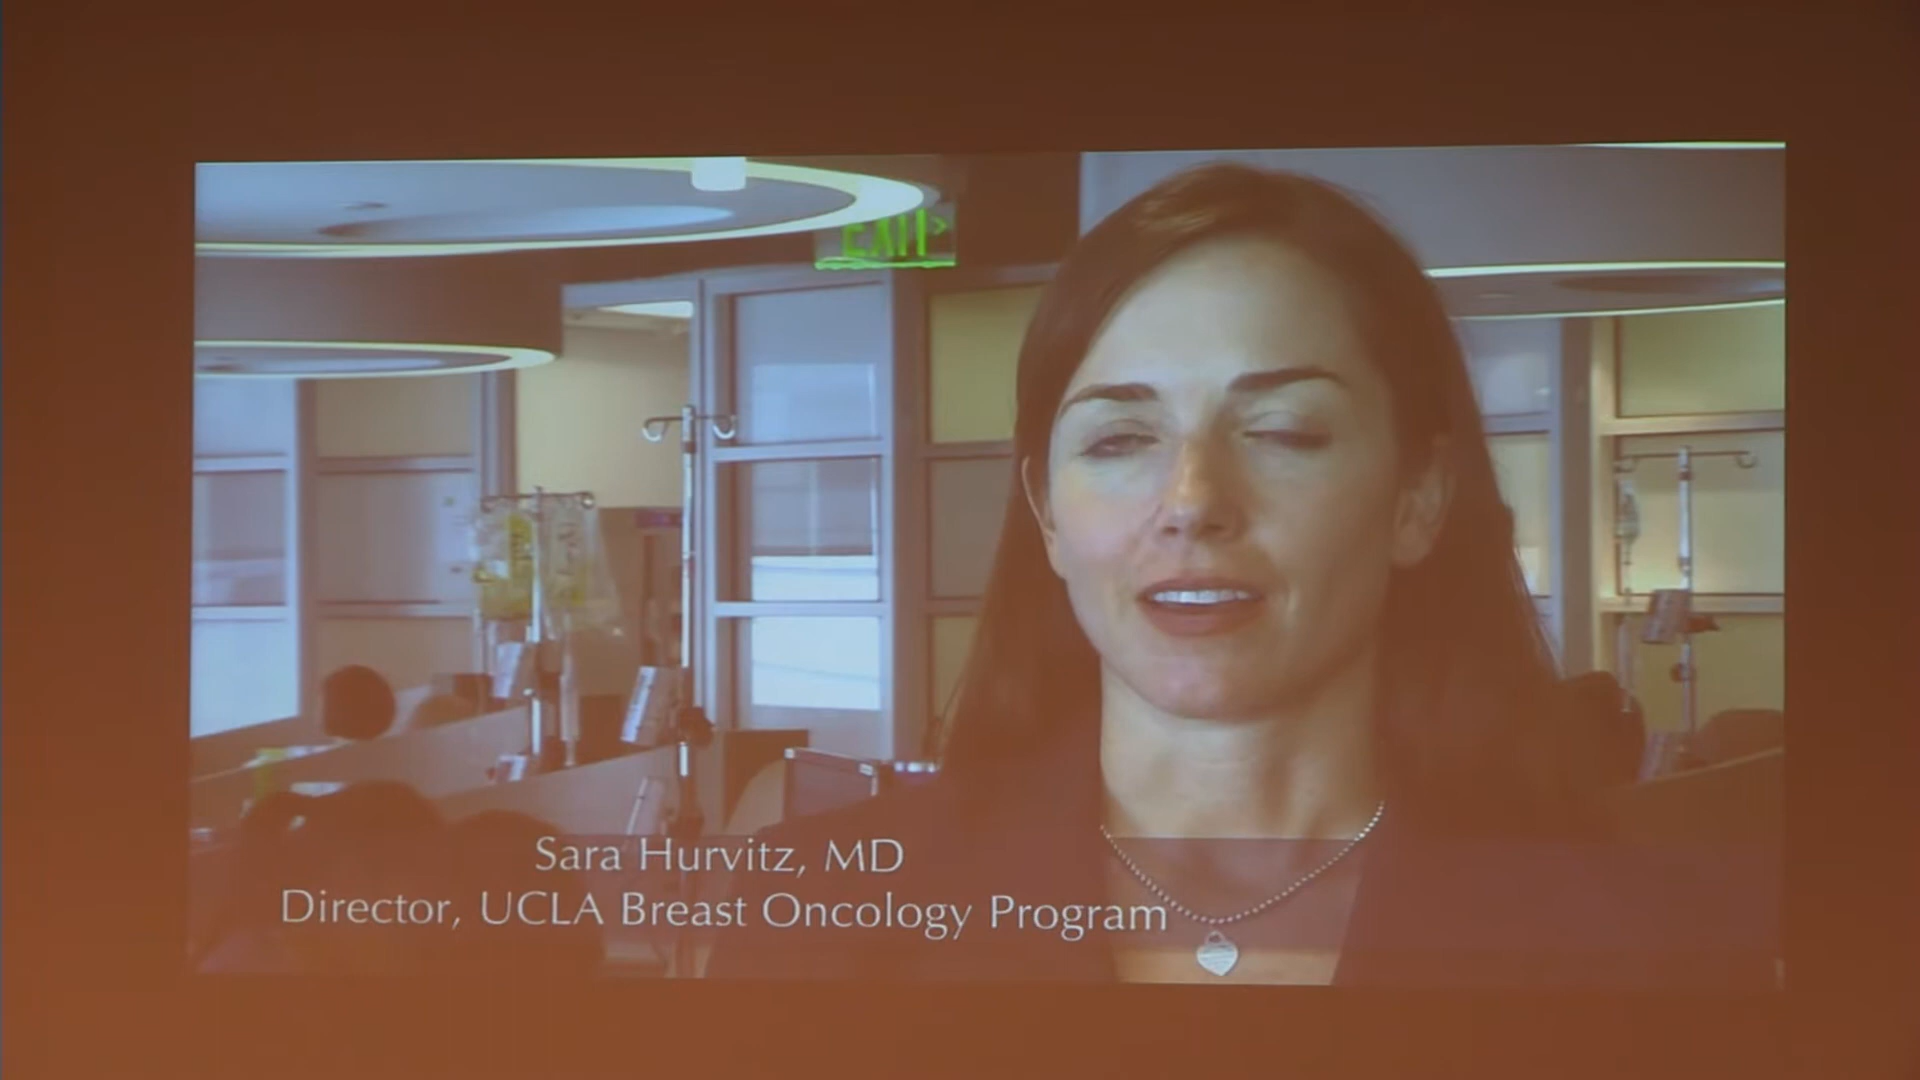 EXIT>
Sara Hurvitz, MD
Director, UCLA Breast Oncology Program